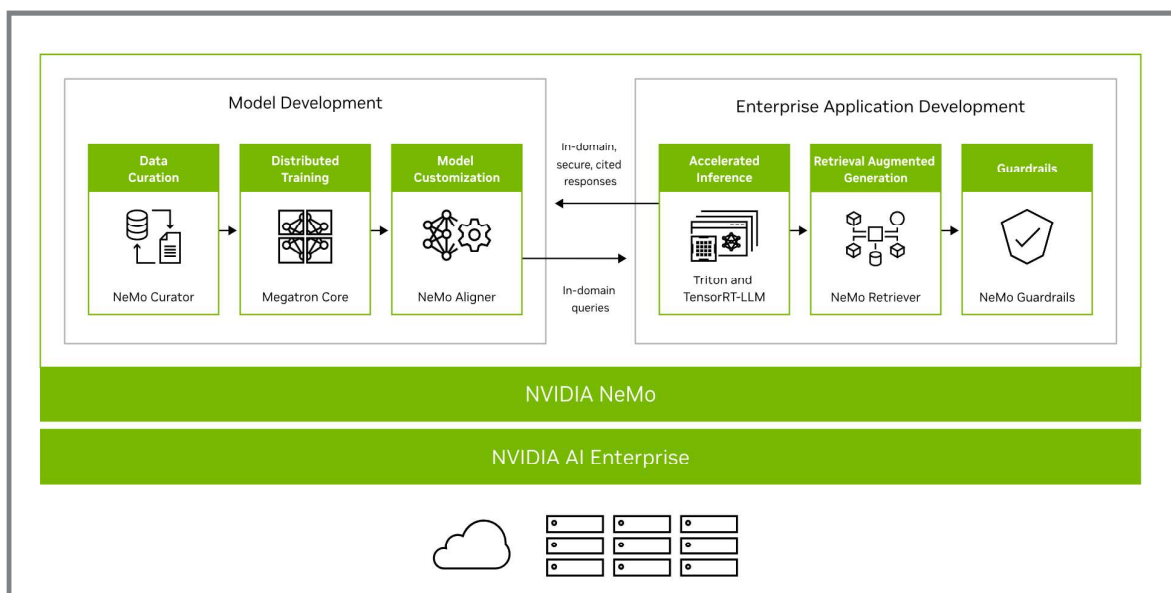 Model Development
Enterprise Application Development
Data
Curation
NeMo Curator
Distributed
Training
Megatron Core
Model
Customization
NeMo Aligner
In-domain,
secure, cited
responses
In-domain
queries
Accelerated
Inference
Triton and
TensorRT-LLM
Retrieval Augmented
Generation
NeMo Retriever
Guardrails
NeMo Guardrails
NVIDIA NeMo
NVIDIA AI Enterprise